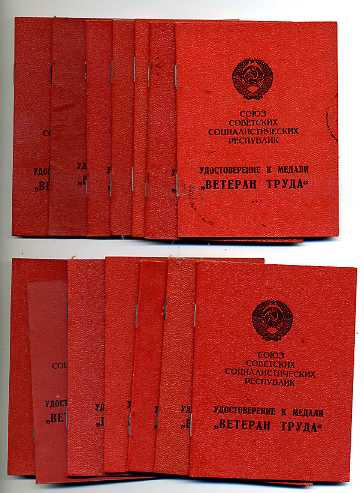 СОЮЗ
СОВЕТСКИХ
СОЦИАЛИСТИЧЕСКИХ
РЕСПУБЛИК
УДОСТОВЕРЕНИЕ К МЕДАЛИ
„ВЕТЕРАН ТРУДА“
СОЮЗ
СОВЕТСКИХ
СОЦИАЛИСТИЧЕСКИХ
РЕСПУБЛИК
УДОСТОВЕРЕНИЕ К МЕДАЛИ
„ВЕТЕРАН ТРУДА“